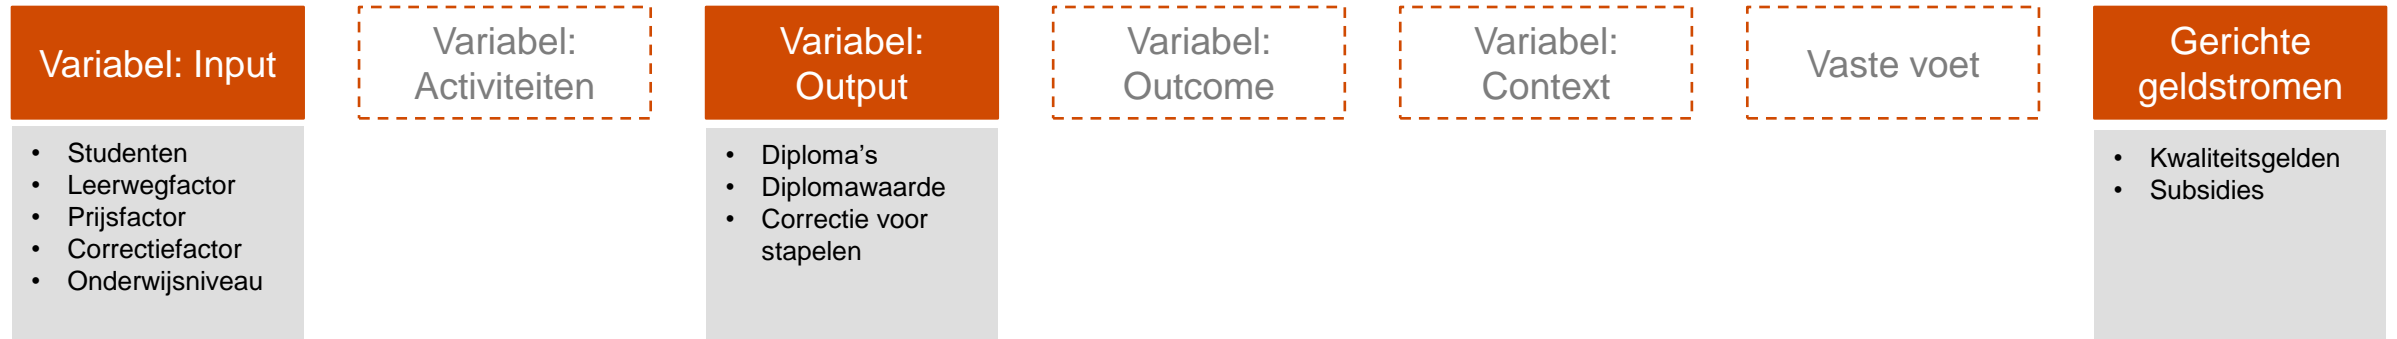 Variabel: Input
• Studenten
• Leerwegfactor
• Prijsfactor
• Correctiefactor
• Onderwijsniveau
Variabel:
Activiteiten
Variabel:
Output
• Diploma's
• Diplomawaarde
• Correctie voor
stapelen
Variabel:
Outcome
Variabel:
Context
Vaste voet
Gerichte
geldstromen
• Kwaliteitsgelden
• Subsidies